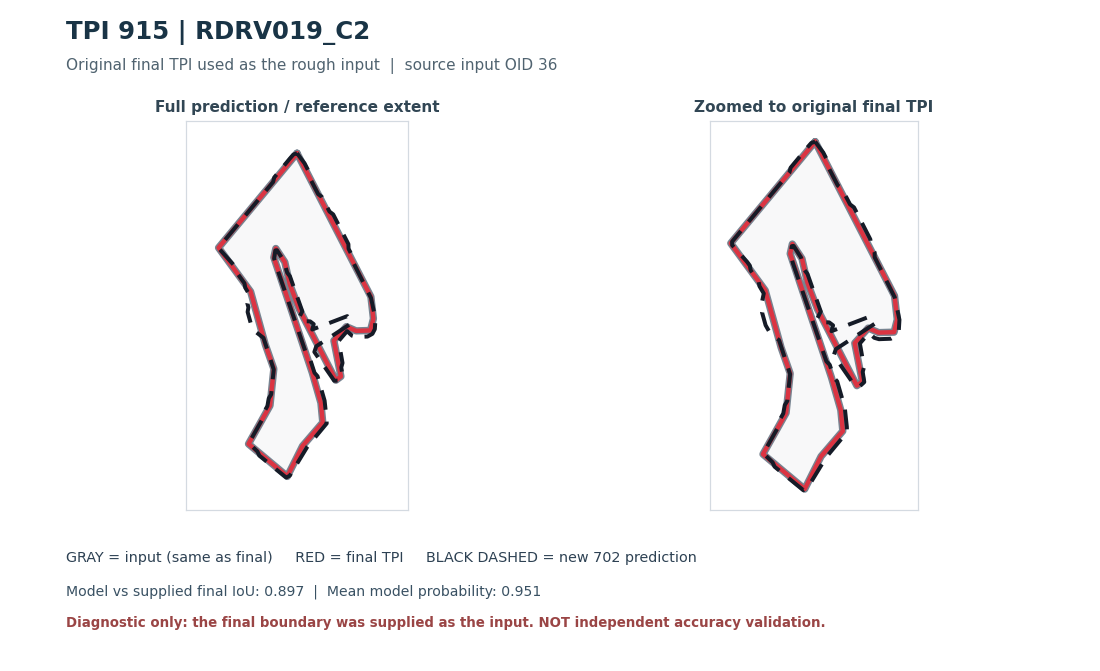 TPI 915 | RDRV019_C2
Original final TPI used as the rough input | source input OID 36
Full prediction / reference extent
Zoomed to original final TPI
GRAY = input (same as final) RED = final TPI BLACK DASHED = new 702 prediction
Model vs supplied final IoU: 0.897 | Mean model probability: 0.951
Diagnostic only: the final boundary was supplied as the input. NOT independent accuracy validation.